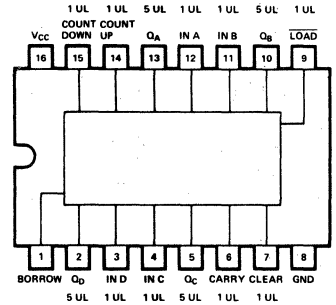 1 UL 1 UL 5 UL 1 UL 1 UL 5 UL 1 UL
COUNT COUNT
VCC DOWN UP QA IN A IN B QB LOAD
16 15 14 13 12 11 10 9
1 2 3 4 5 6 7 8
BORROW QD IN D IN C QC CARRY CLEAR GND
5 UL 1 UL 1 UL 5 UL 1 UL 1 UL